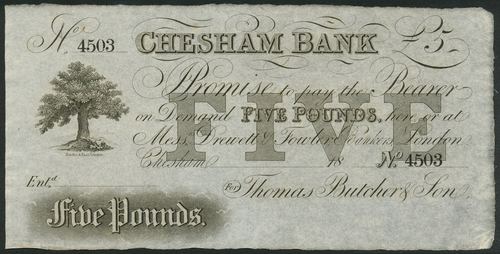 No. 4503 CHESHAM BANK £5
I Promise to pay the Bearer
on Demand FIVE POUNDS, here or at
Messrs. Drewett & Fowler, Bankers, London
Chesham 18 No. 4503
FIVE
Entd. For Thomas Butcher & Son
Five Pounds.